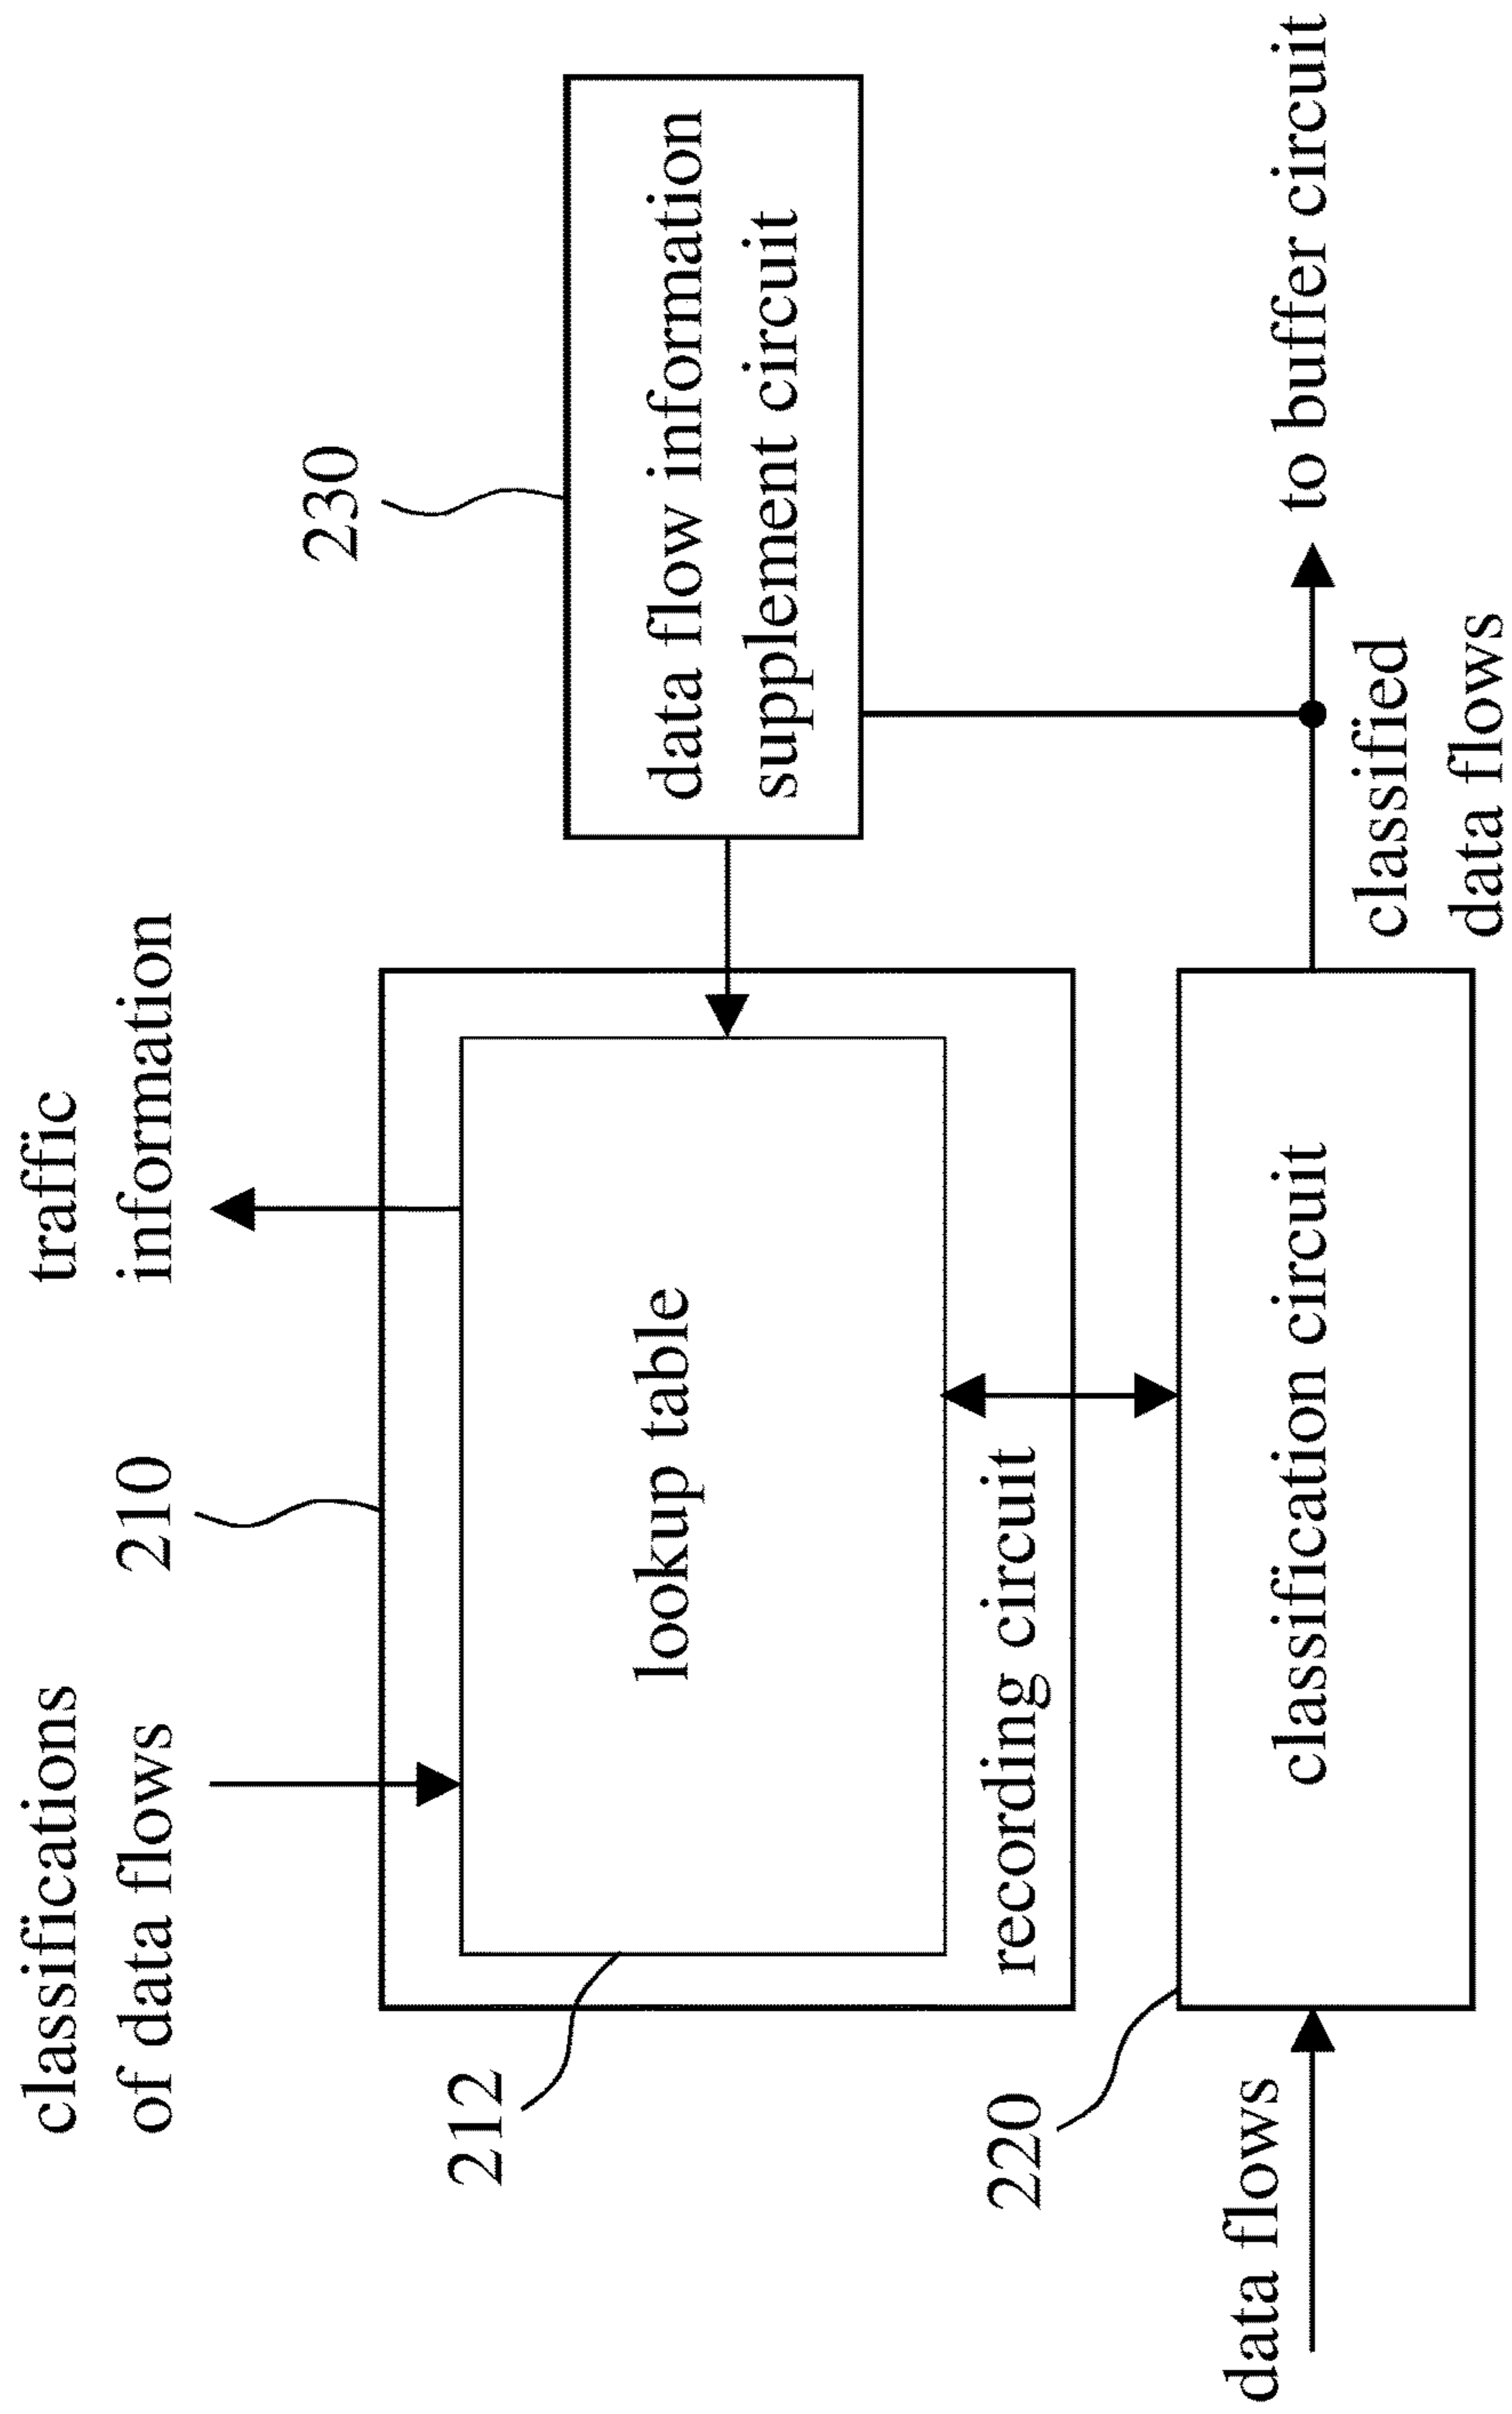 classifications
of data flows
210
traffic
information
230
212
lookup table
data flow information
supplement circuit
recording circuit
220
data flows
classification circuit
classified
data flows
to buffer circuit